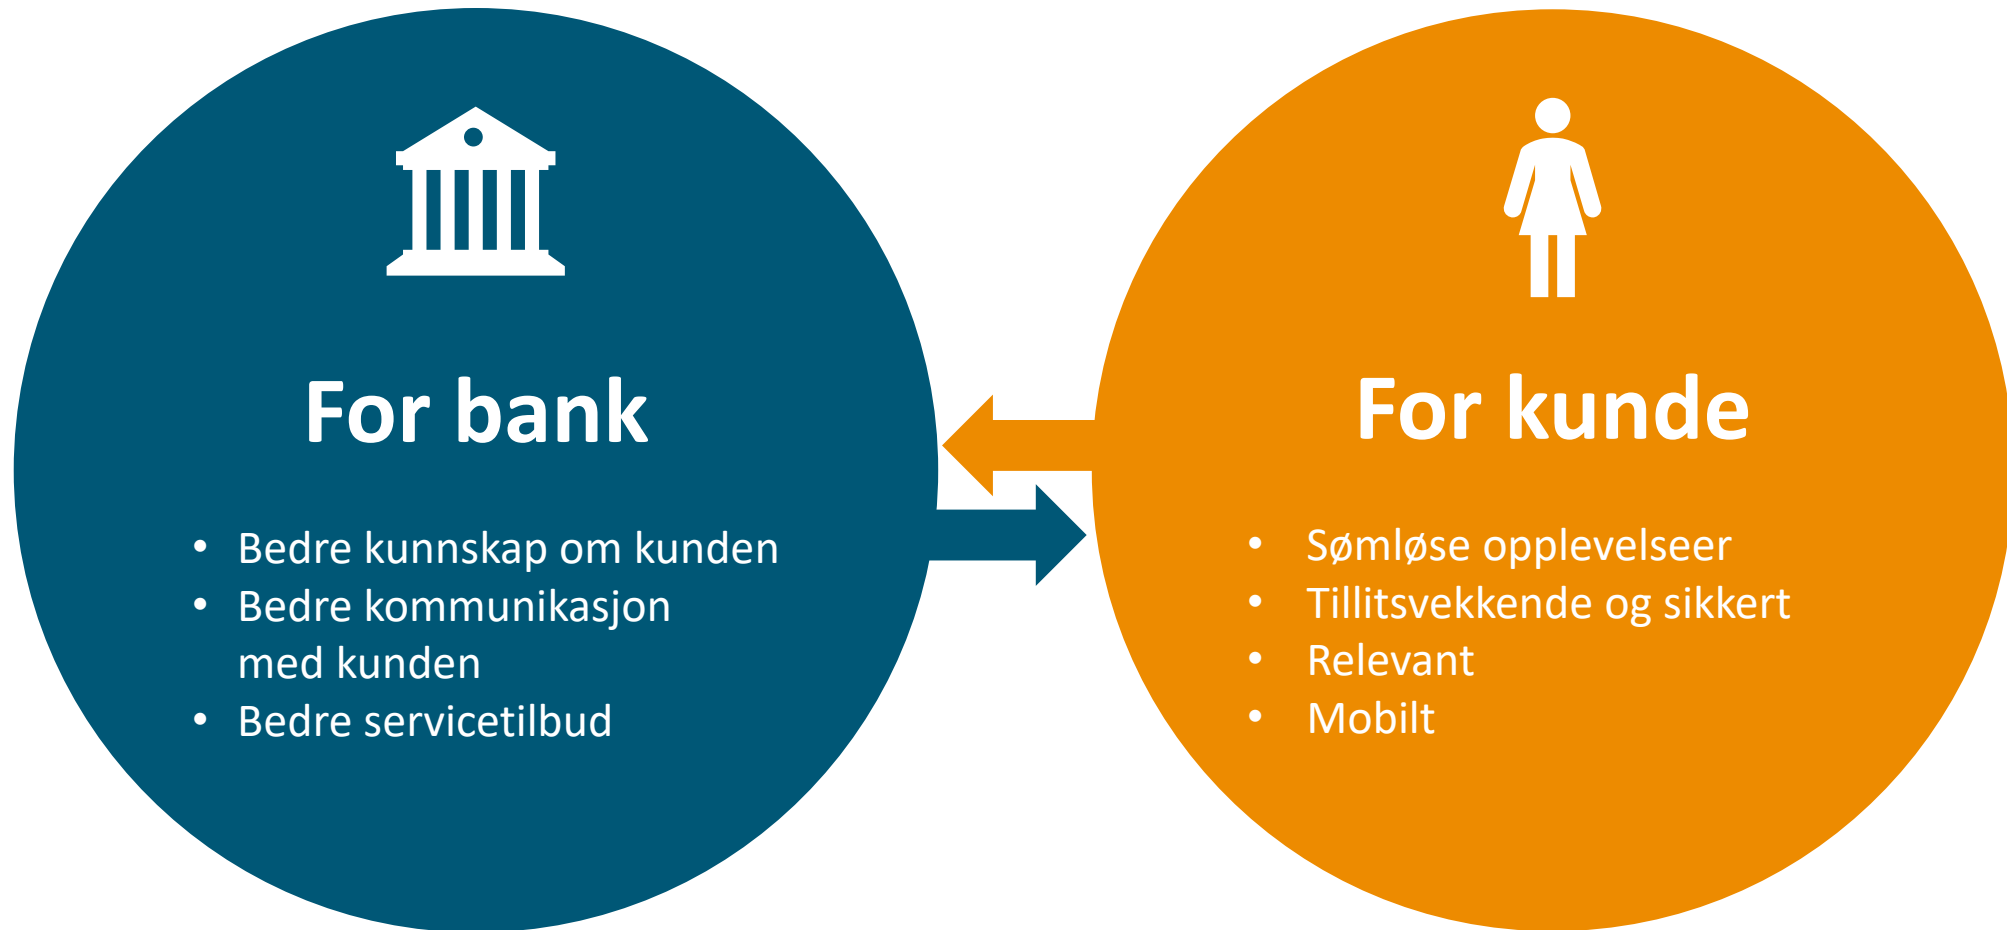 For bank
• Bedre kunnskap om kunden
• Bedre kommunikasjon
med kunden
• Bedre servicetilbud
For kunde
• Sømløse opplevelseer
• Tillitsvekkende og sikkert
• Relevant
• Mobilt